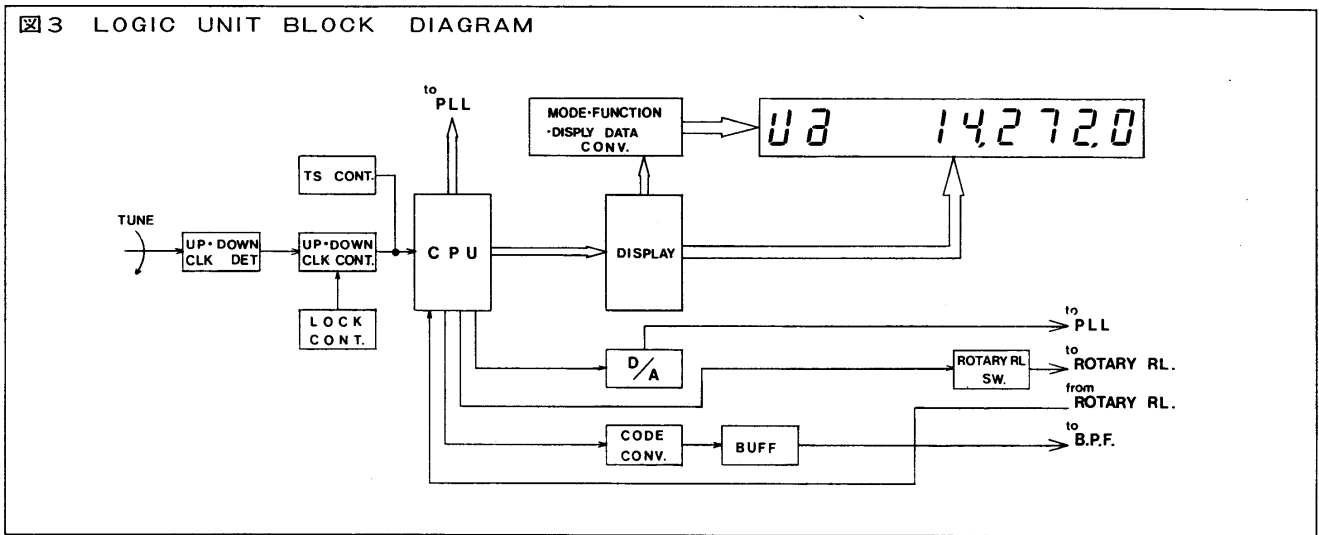 図3 LOGIC UNIT BLOCK DIAGRAM
to
PLL
MODE・FUNCTION
・DISPLY DATA
CONV.
U∂ 14,272,0
TS CONT.
TUNE
UP・DOWN
CLK DET
UP・DOWN
CLK CONT.
CPU
DISPLAY
LOCK
CONT.
D/A
to
PLL
ROTARY RL
SW.
to
ROTARY RL.
from
ROTARY RL.
CODE
CONV.
BUFF
to
B.P.F.